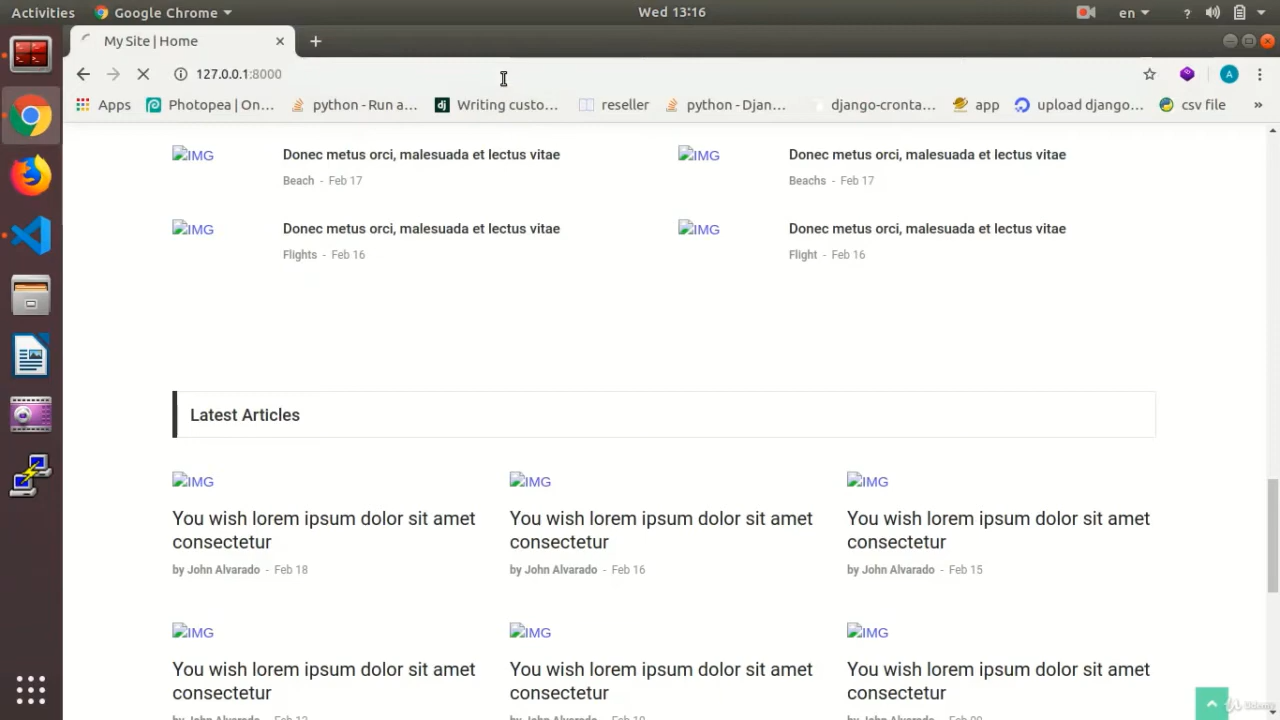 Activities Google Chrome Wed 13:16 en ?
My Site | Home
127.0.0.1:8000 A
Apps Photopea | On... python - Run a... dj Writing custo... reseller python - Djan... django-cronta... app upload django... csv file »
IMG Donec metus orci, malesuada et lectus vitae IMG Donec metus orci, malesuada et lectus vitae
Beach - Feb 17 Beachs - Feb 17
IMG Donec metus orci, malesuada et lectus vitae IMG Donec metus orci, malesuada et lectus vitae
Flights - Feb 16 Flight - Feb 16
Latest Articles
IMG IMG IMG
You wish lorem ipsum dolor sit amet You wish lorem ipsum dolor sit amet You wish lorem ipsum dolor sit amet
consectetur consectetur consectetur
by John Alvarado - Feb 18 by John Alvarado - Feb 16 by John Alvarado - Feb 15
IMG IMG IMG
You wish lorem ipsum dolor sit amet You wish lorem ipsum dolor sit amet You wish lorem ipsum dolor sit amet
consectetur consectetur consectetur
Udemy